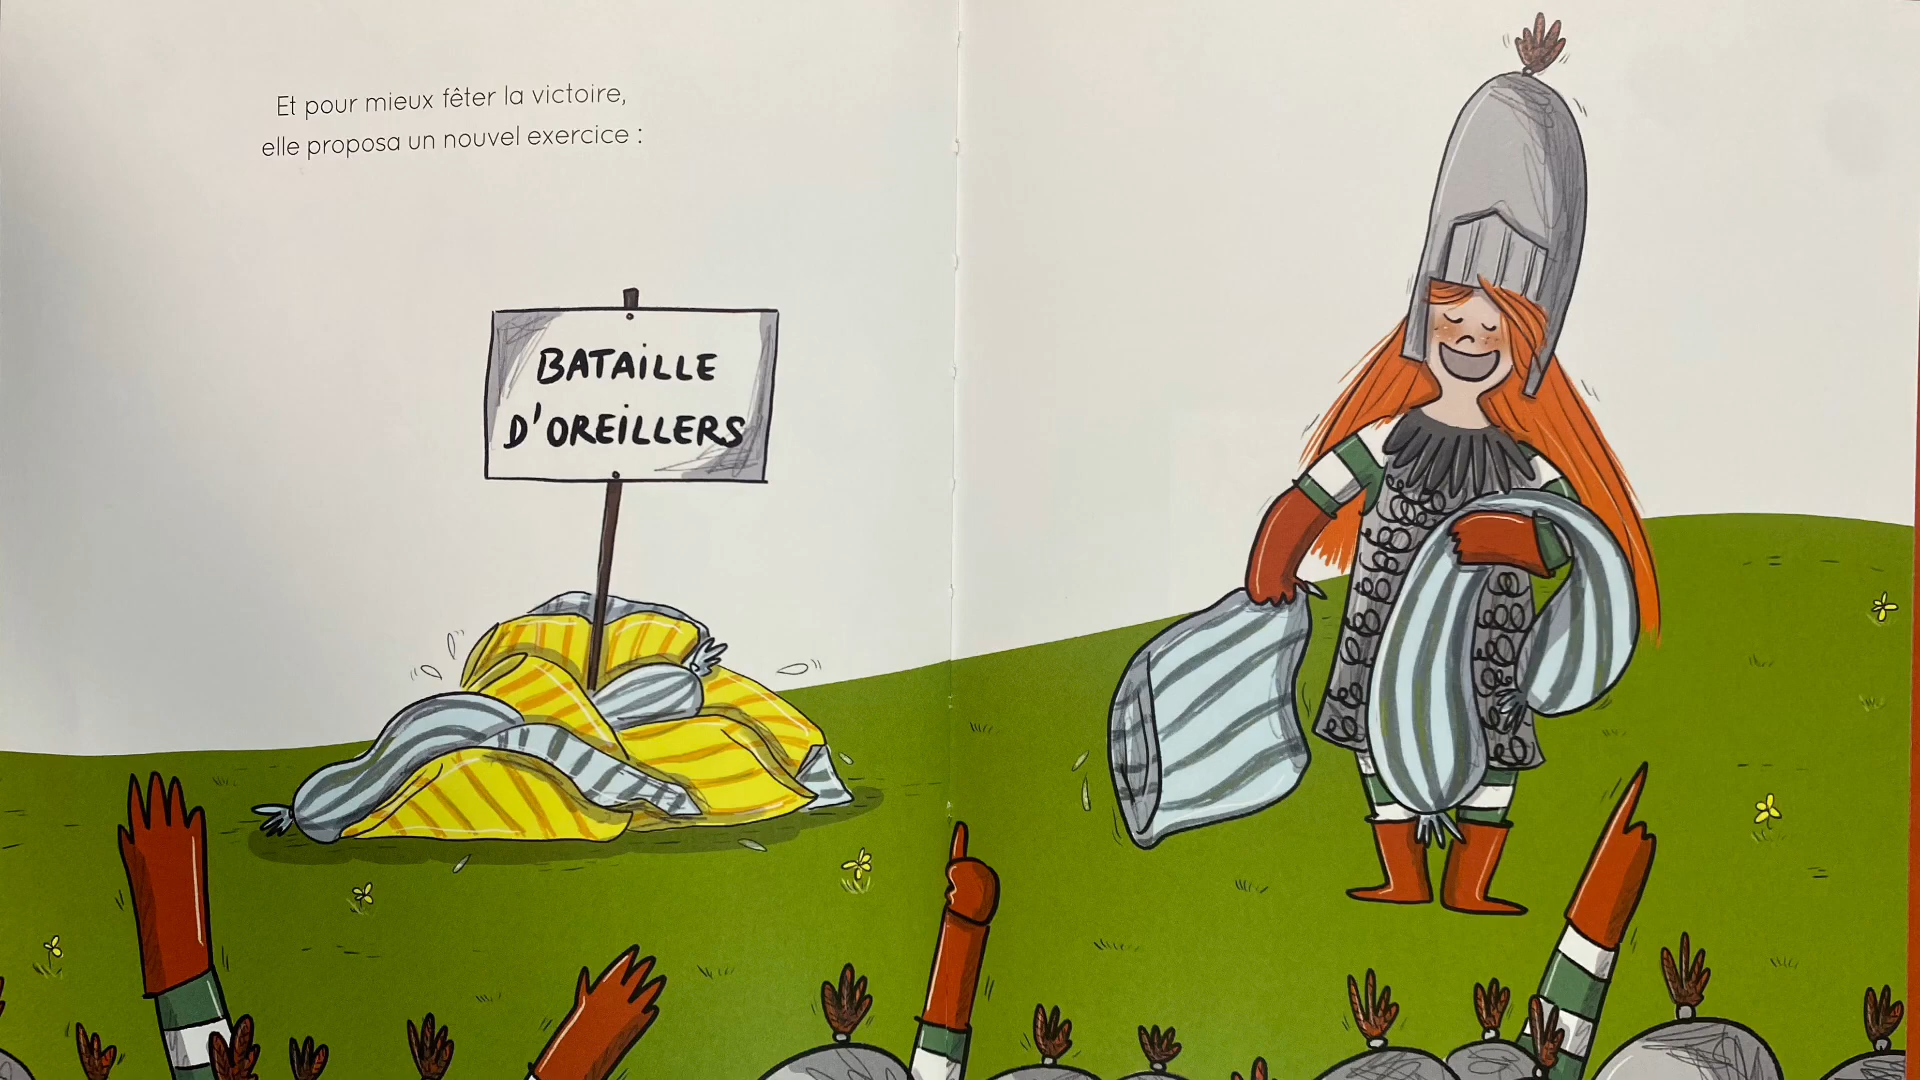 Et pour mieux fêter la victoire,
elle proposa un nouvel exercice :
BATAiLLE
D'OREiLLERS